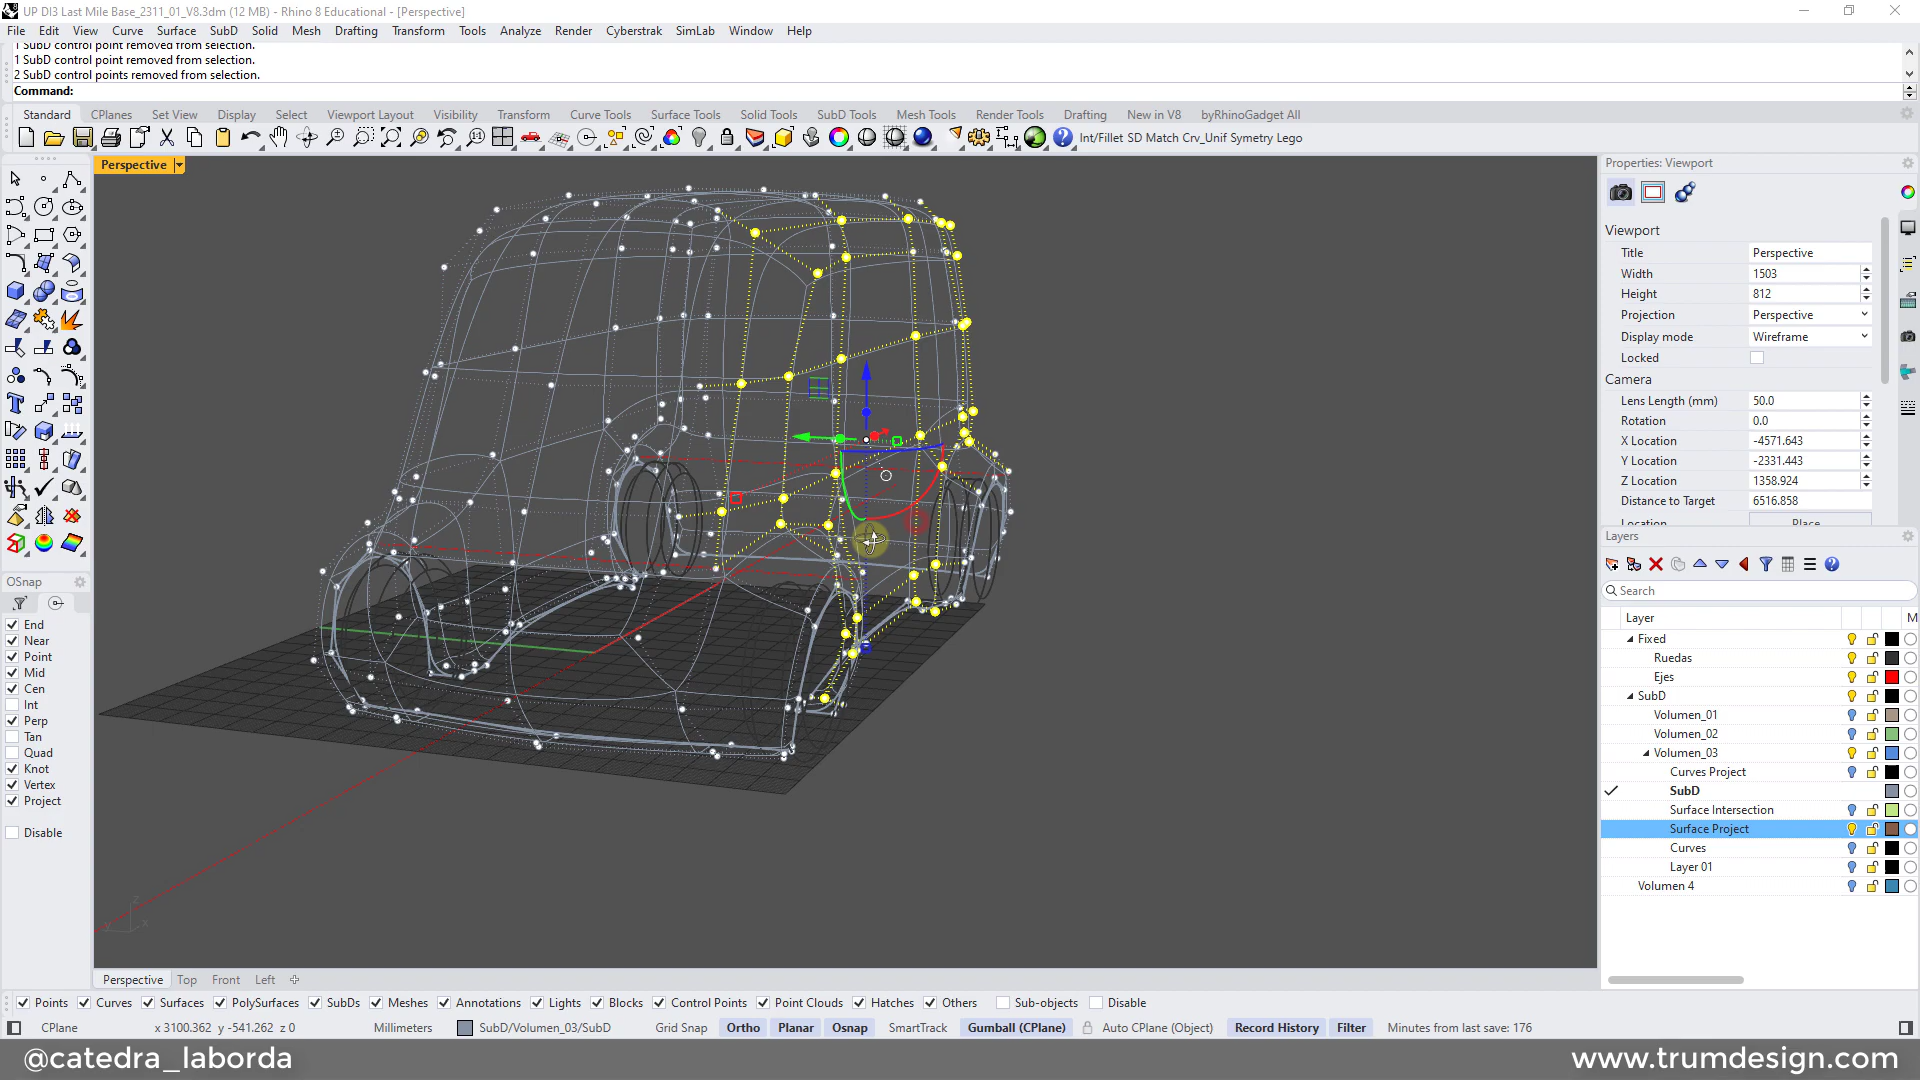 UP DI3 Last Mile Base_2311_01_V8.3dm (12 MB) - Rhino 8 Educational - [Perspective]
File Edit View Curve Surface SubD Solid Mesh Drafting Transform Tools Analyze Render Cyberstrak SimLab Window Help
1 SubD control point removed from selection.
1 SubD control point removed from selection.
2 SubD control points removed from selection.
Command:
Standard CPlanes Set View Display Select Viewport Layout Visibility Transform Curve Tools Surface Tools Solid Tools SubD Tools Mesh Tools Render Tools Drafting New in V8 byRhinoGadget All
Int/Fillet SD Match Crv_Unif Symetry Lego
Perspective
Properties: Viewport
Viewport
Title Perspective
Width 1503
Height 812
Projection Perspective
Display mode Wireframe
Locked
Camera
Lens Length (mm) 50.0
Rotation 0.0
X Location -4571.643
Y Location -2331.443
Z Location 1358.924
Distance to Target 6516.858
Location Place...
Layers
Search
Layer M
Fixed
Ruedas
Ejes
SubD
Volumen_01
Volumen_02
Volumen_03
Curves Project
SubD
Surface Intersection
Surface Project
Curves
Layer 01
Volumen 4
OSnap
End
Near
Point
Mid
Cen
Int
Perp
Tan
Quad
Knot
Vertex
Project
Disable
z
y x
Perspective Top Front Left
Points Curves Surfaces PolySurfaces SubDs Meshes Annotations Lights Blocks Control Points Point Clouds Hatches Others Sub-objects Disable
CPlane x 3100.362 y -541.262 z 0 Millimeters SubD/Volumen_03/SubD Grid Snap Ortho Planar Osnap SmartTrack Gumball (CPlane) Auto CPlane (Object) Record History Filter Minutes from last save: 176
@catedra_laborda
www.trumdesign.com